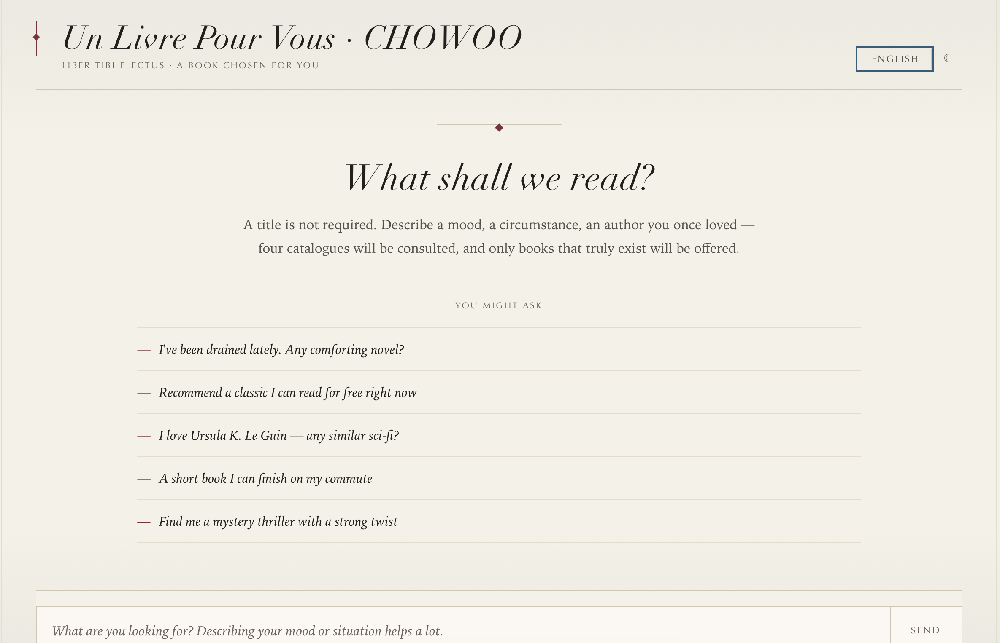 Un Livre Pour Vous · CHOWOO
LIBER TIBI ELECTUS · A BOOK CHOSEN FOR YOU
ENGLISH
What shall we read?
A title is not required. Describe a mood, a circumstance, an author you once loved —
four catalogues will be consulted, and only books that truly exist will be offered.
YOU MIGHT ASK
— I've been drained lately. Any comforting novel?
— Recommend a classic I can read for free right now
— I love Ursula K. Le Guin — any similar sci-fi?
— A short book I can finish on my commute
— Find me a mystery thriller with a strong twist
What are you looking for? Describing your mood or situation helps a lot.
SEND